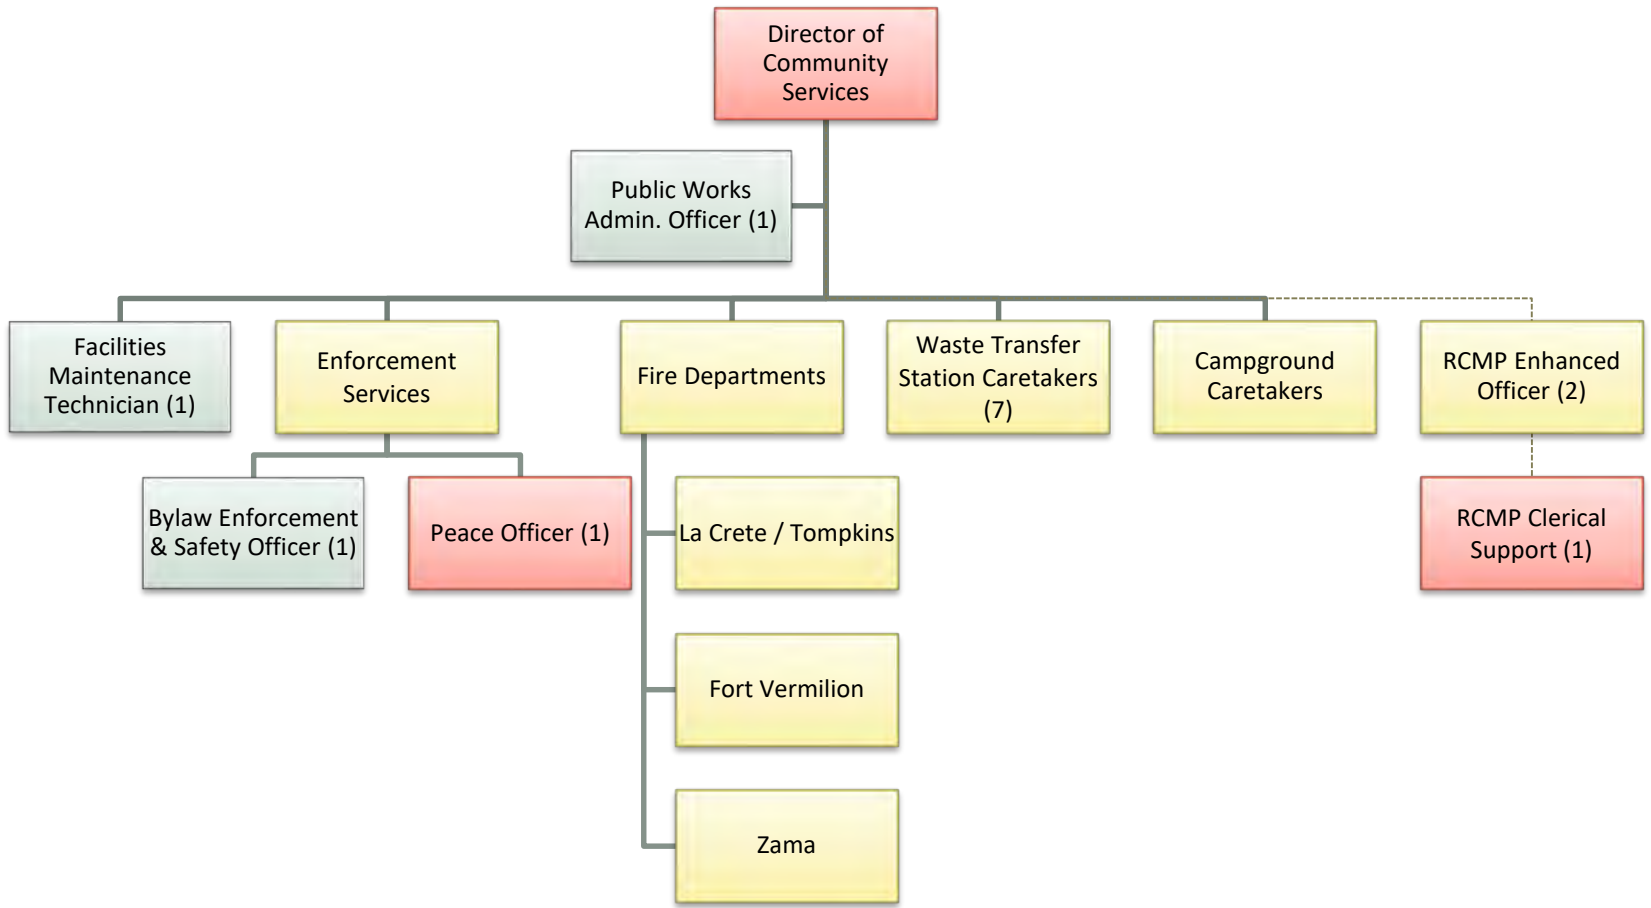 Director of
Community
Services
Public Works
Admin. Officer (1)
Facilities
Maintenance
Technician (1)
Enforcement
Services
Fire Departments
Waste Transfer
Station Caretakers
(7)
Campground
Caretakers
RCMP Enhanced
Officer (2)
Bylaw Enforcement
& Safety Officer (1)
Peace Officer (1)
La Crete / Tompkins
RCMP Clerical
Support (1)
Fort Vermilion
Zama